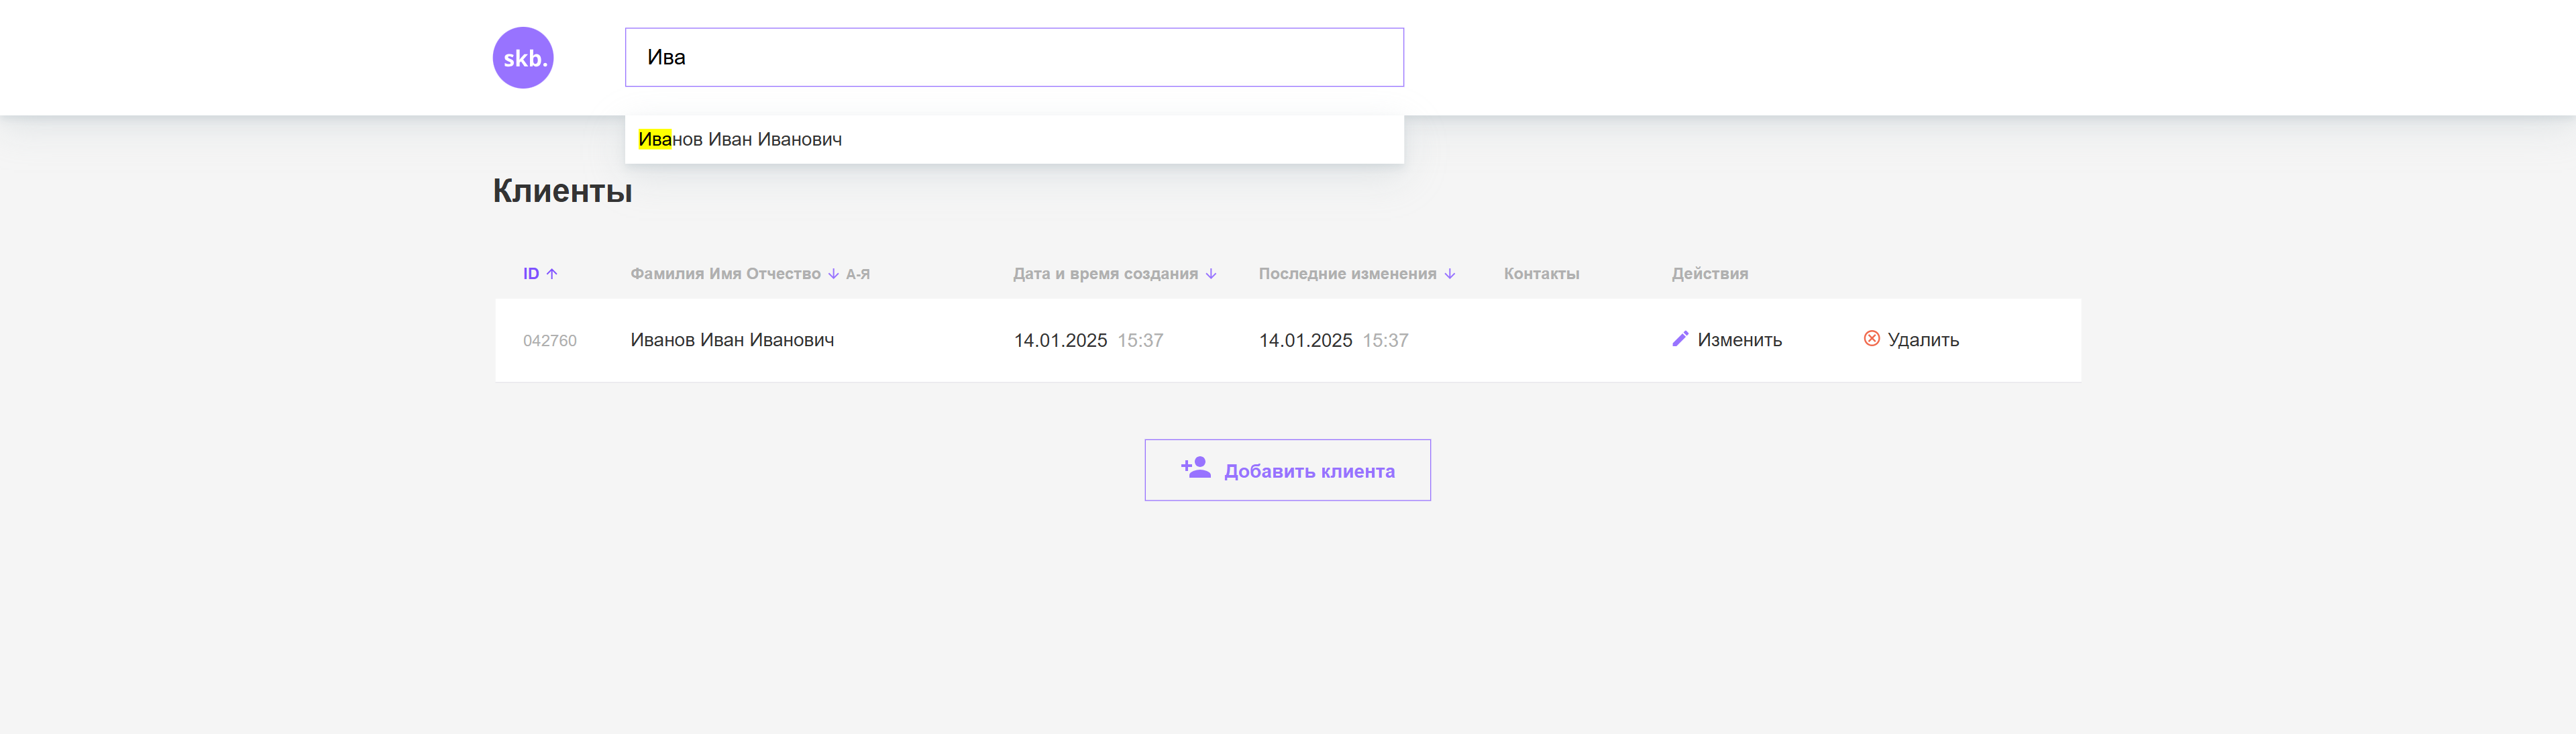 skb.
Ива
Иванов Иван Иванович
Клиенты
ID Фамилия Имя Отчество А-Я Дата и время создания Последние изменения Контакты Действия
042760 Иванов Иван Иванович 14.01.2025 15:37 14.01.2025 15:37 Изменить Удалить
Добавить клиента